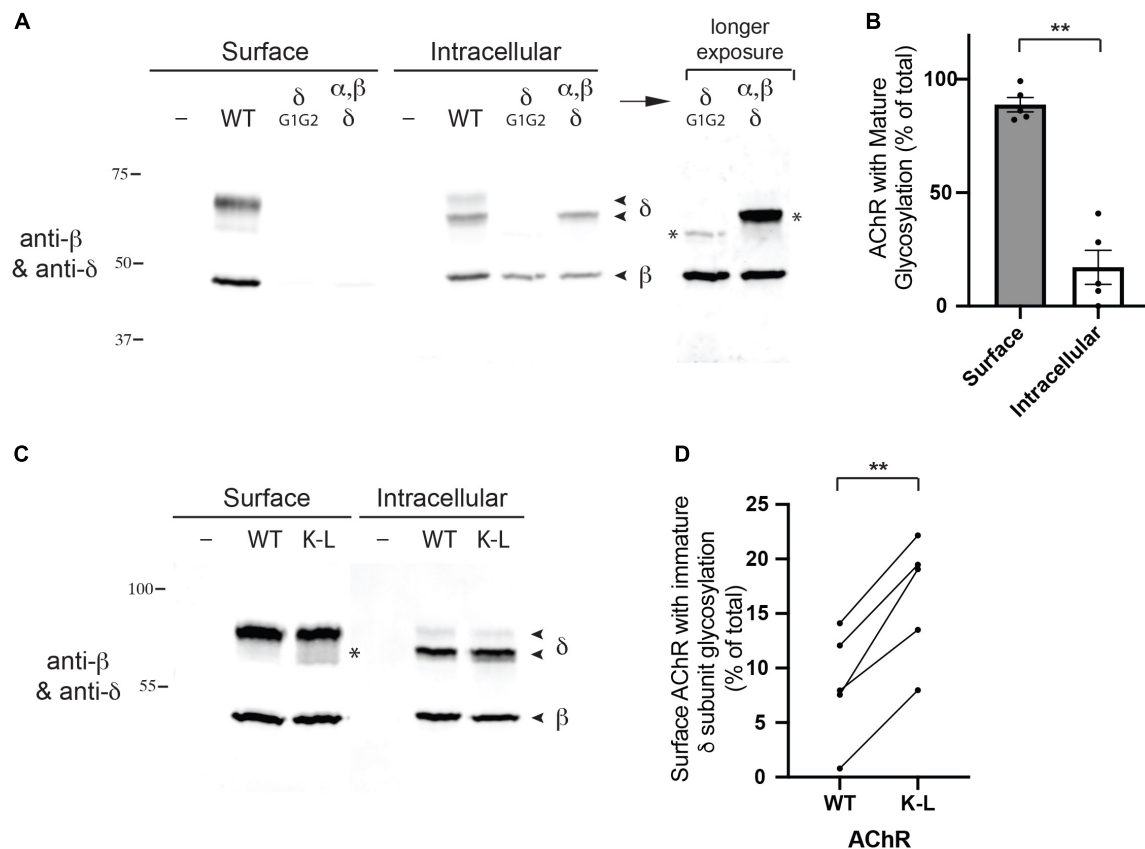 A
Surface
Intracellular
longer
exposure
– WT δ G1G2 α,β δ
– WT δ G1G2 α,β δ
δ G1G2 α,β δ
75
50
37
anti-β
& anti-δ
δ
β
*
*
B
**
AChR with Mature
Glycosylation (% of total)
100
50
0
Surface
Intracellular
C
Surface
Intracellular
– WT K-L
– WT K-L
100
55
anti-β
& anti-δ
*
δ
β
D
**
Surface AChR with immature
δ subunit glycosylation
(% of total)
25
20
15
10
5
0
WT K-L
AChR